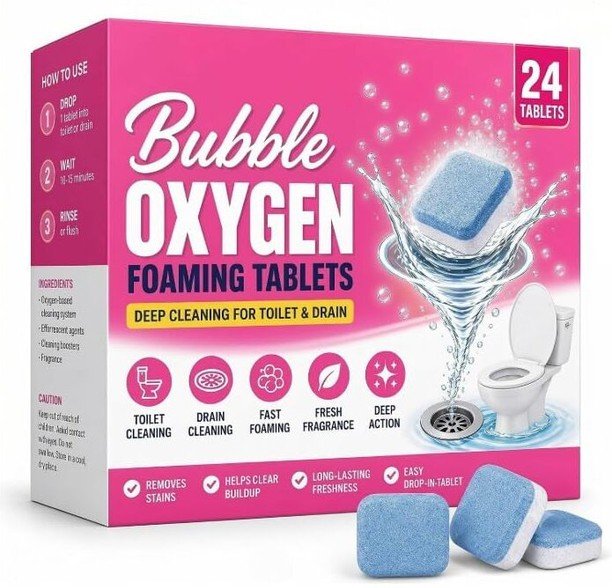 HOW TO USE
1
DROP
1 tablet into
toilet or drain
2
WAIT
10-15 minutes
3
RINSE
or flush
INGREDIENTS
• Oxygen-based
cleaning system
• Effervescent agents
• Cleaning boosters
• Fragrance
CAUTION
Keep out of reach of
children.
contact
with eyes. Do not
swallow. Store in a cool,
dry place.
24
TABLETS
Bubble
OXYGEN
FOAMING TABLETS
DEEP CLEANING FOR TOILET & DRAIN
TOILET
CLEANING
DRAIN
CLEANING
FAST
FOAMING
FRESH
FRAGRANCE
DEEP
ACTION
REMOVES
STAINS
HELPS CLEAR
BUILDUP
LONG-LASTING
FRESHNESS
EASY
DROP-IN-TABLET